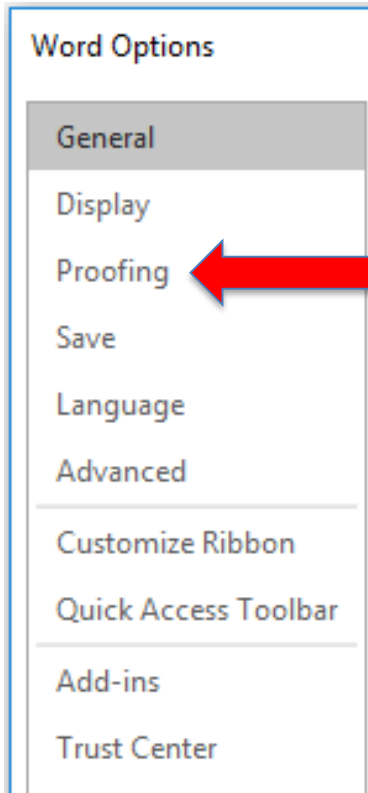 Word Options
General
Display
Proofing
Save
Language
Advanced
Customize Ribbon
Quick Access Toolbar
Add-ins
Trust Center